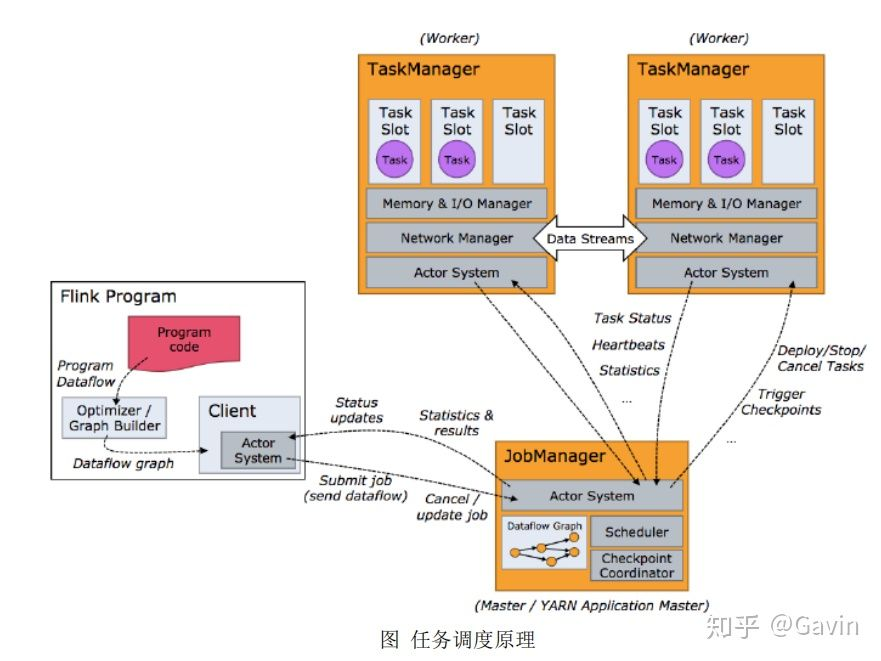 (Worker)
(Worker)
TaskManager
Task
Slot
Task
Task
Slot
Task
Task
Slot
Memory & I/O Manager
Network Manager
Actor System
Data Streams
TaskManager
Task
Slot
Task
Task
Slot
Task
Task
Slot
Memory & I/O Manager
Network Manager
Actor System
Flink Program
Program
code
Program
Dataflow
Optimizer /
Graph Builder
Dataflow graph
Client
Actor
System
Status
updates
Statistics &
results
Submit job
(send dataflow)
Cancel /
update job
Task Status
Heartbeats
Statistics
...
Deploy/Stop/
Cancel Tasks
Trigger
Checkpoints
...
JobManager
Actor System
Dataflow Graph
Scheduler
Checkpoint
Coordinator
(Master / YARN Application Master)
图 任务调度原理
知乎 @Gavin